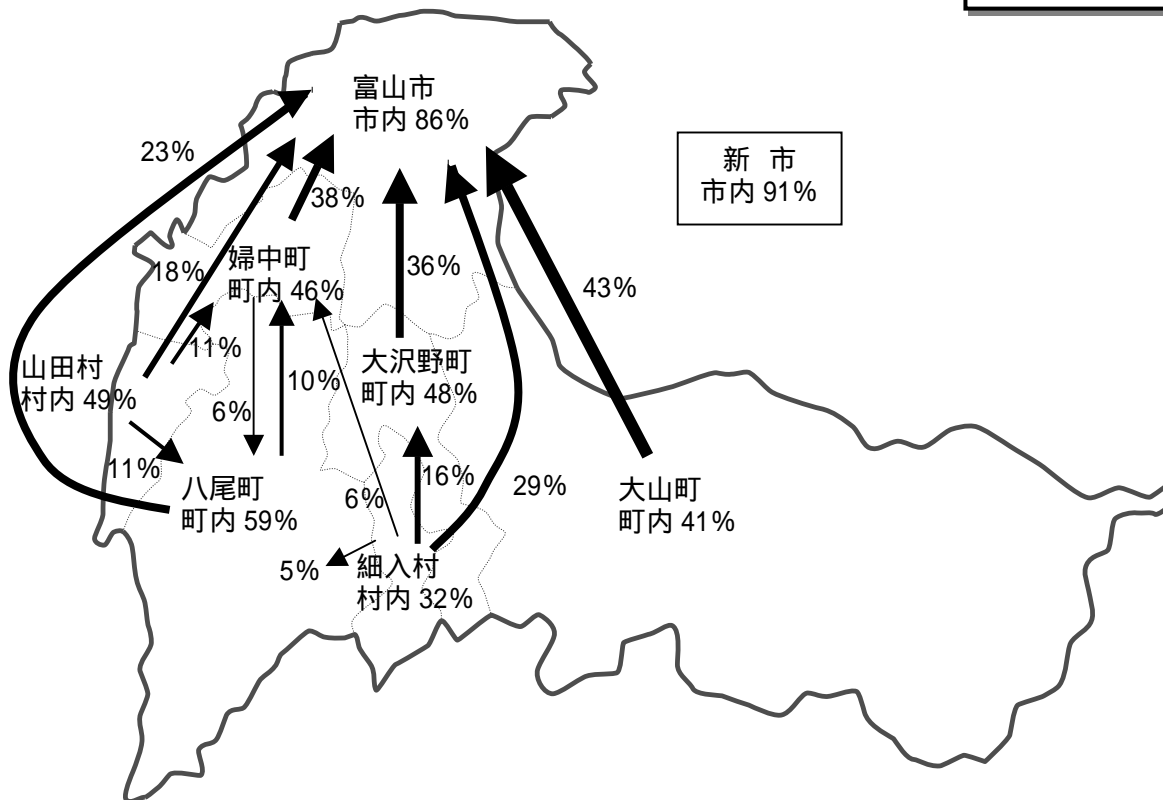 富山市
市内 86%
23%
新 市
市内 91%
38%
婦中町
町内 46%
18%
36%
43%
11%
山田村
村内 49%
大沢野町
町内 48%
10%
6%
11%
八尾町
町内 59%
16%
6%
29%
大山町
町内 41%
5%
細入村
村内 32%